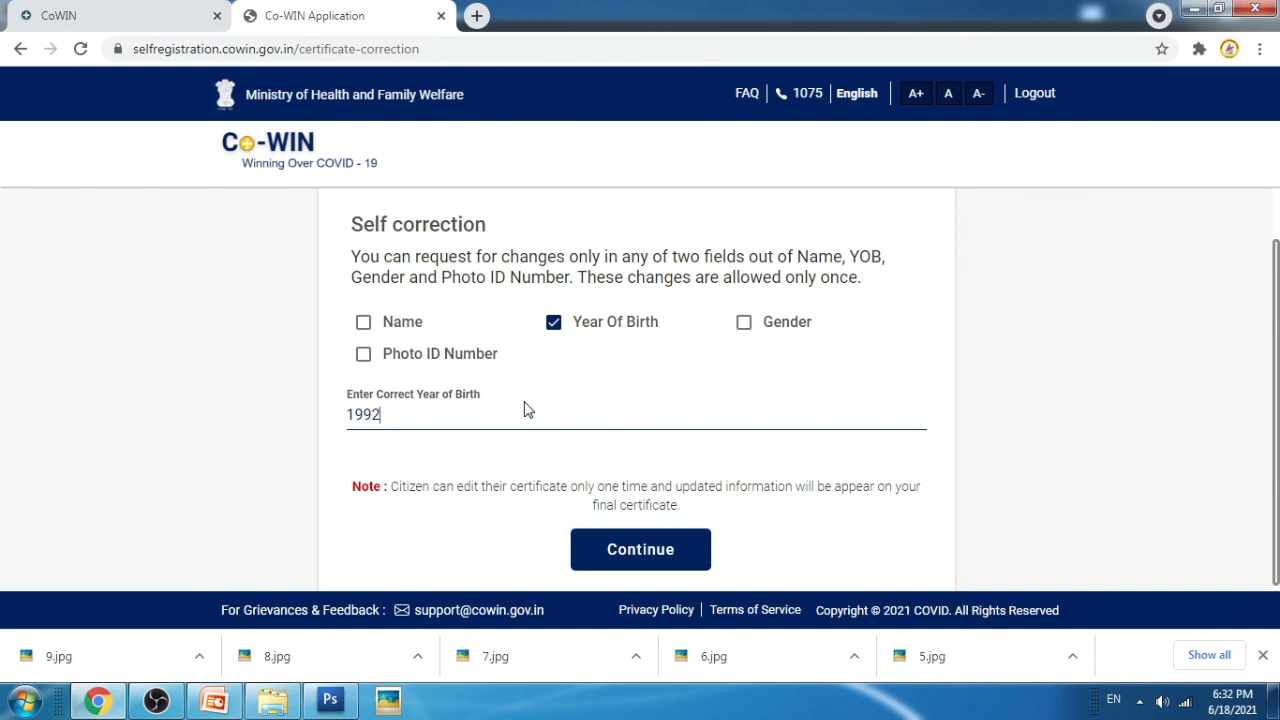 CoWIN
Co-WIN Application
selfregistration.cowin.gov.in/certificate-correction
Ministry of Health and Family Welfare
FAQ 1075 English A+ A A- Logout
Co-WIN
Winning Over COVID - 19
Self correction
You can request for changes only in any of two fields out of Name, YOB,
Gender and Photo ID Number. These changes are allowed only once.
Name Year Of Birth Gender
Photo ID Number
Enter Correct Year of Birth
1992
Note : Citizen can edit their certificate only one time and updated information will be appear on your
final certificate.
Continue
For Grievances & Feedback : support@cowin.gov.in Privacy Policy Terms of Service Copyright © 2021 COVID. All Rights Reserved
9.jpg 8.jpg 7.jpg 6.jpg 5.jpg Show all
Ps EN 6:32 PM
6/18/2021